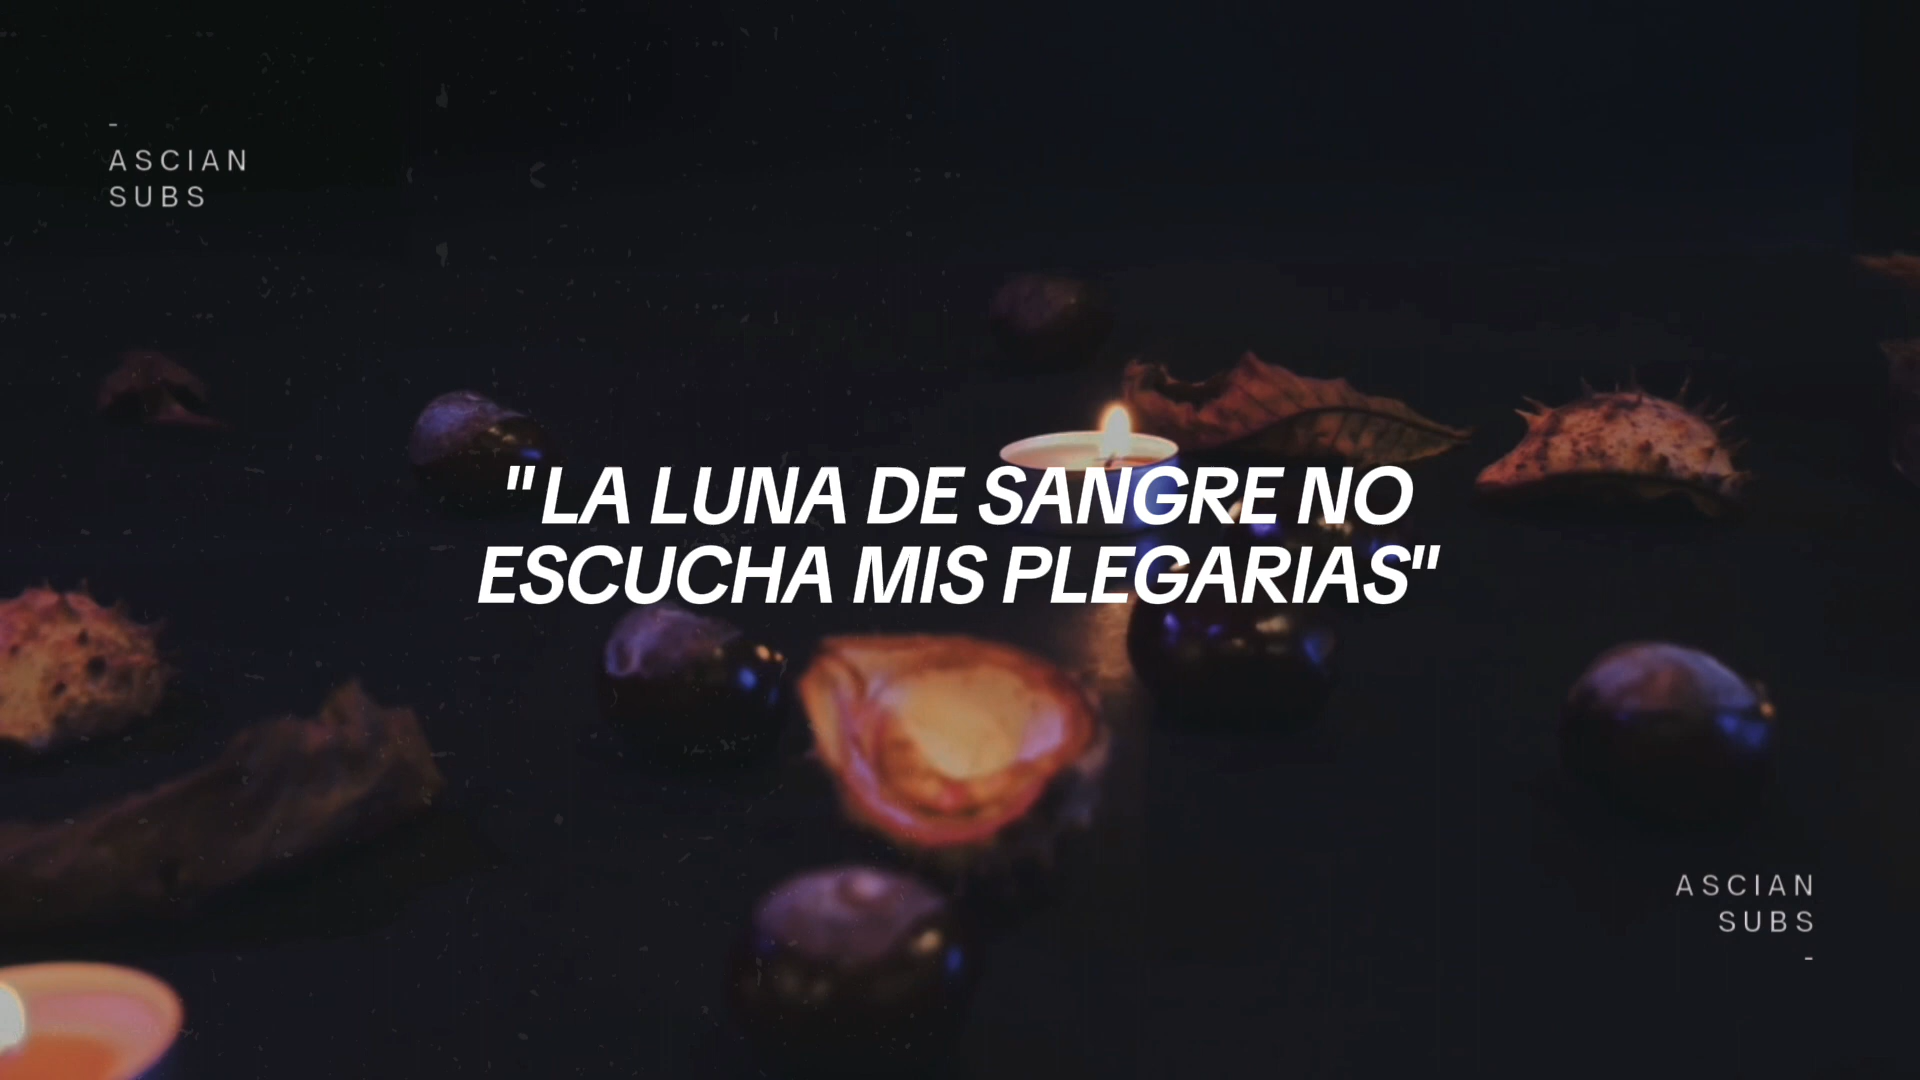 -
ASCIAN
SUBS
"LA LUNA DE SANGRE NO
ESCUCHA MIS PLEGARIAS"
ASCIAN
SUBS
-